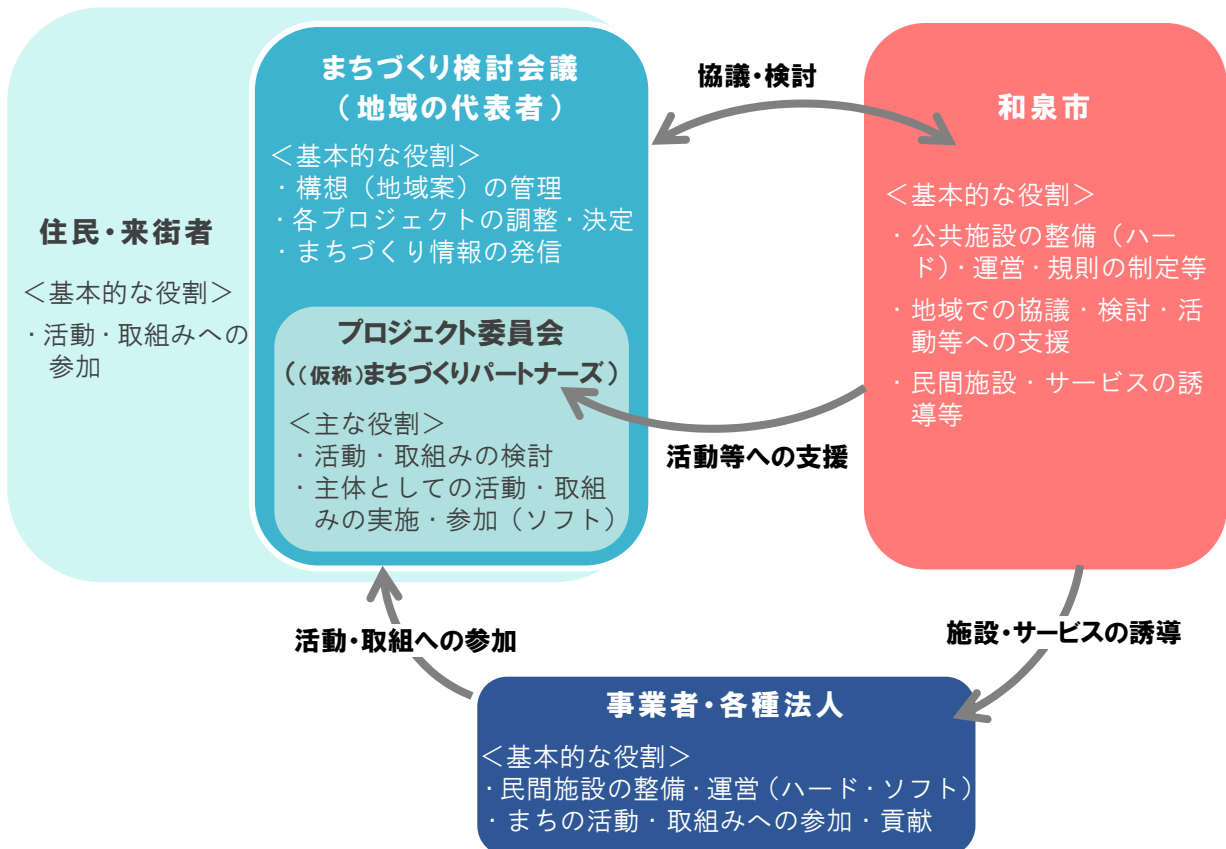 住民・来街者
＜基本的な役割＞
・活動・取組みへの
参加
まちづくり検討会議
（地域の代表者）
＜基本的な役割＞
・構想（地域案）の管理
・各プロジェクトの調整・決定
・まちづくり情報の発信
プロジェクト委員会
（（仮称）まちづくりパートナーズ）
＜主な役割＞
・活動・取組みの検討
・主体としての活動・取組
みの実施・参加（ソフト）
協議・検討
活動等への支援
和泉市
＜基本的な役割＞
・公共施設の整備（ハー
ド）・運営・規則の制定等
・地域での協議・検討・活
動等への支援
・民間施設・サービスの誘
導等
活動・取組への参加
施設・サービスの誘導
事業者・各種法人
＜基本的な役割＞
・民間施設の整備・運営（ハード・ソフト）
・まちの活動・取組みへの参加・貢献